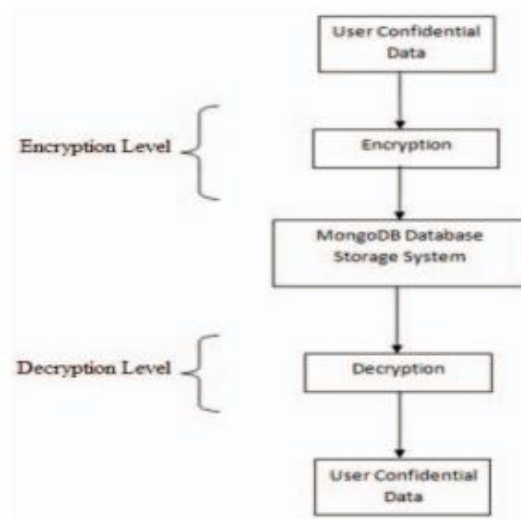 User Confidential
Data
Encryption Level
Encryption
MongoDB Database
Storage System
Decryption Level
Decryption
User Confidential
Data